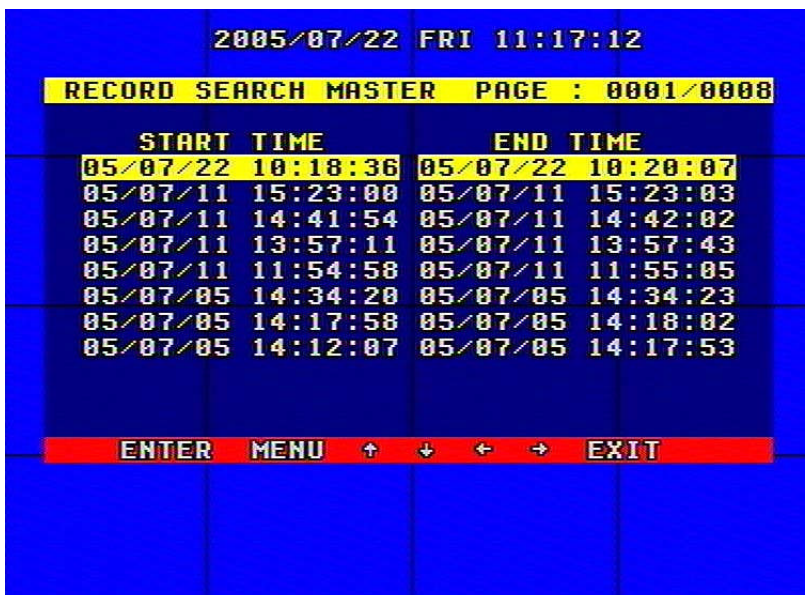 2005/07/22 FRI 11:17:12
RECORD SEARCH MASTER PAGE : 0001/0008
START TIME END TIME
05/07/22 10:18:36 05/07/22 10:20:07
05/07/11 15:23:00 05/07/11 15:23:03
05/07/11 14:41:54 05/07/11 14:42:02
05/07/11 13:57:11 05/07/11 13:57:43
05/07/11 11:54:58 05/07/11 11:55:05
05/07/05 14:34:20 05/07/05 14:34:23
05/07/05 14:17:58 05/07/05 14:18:02
05/07/05 14:12:07 05/07/05 14:17:53
ENTER MENU ↑ ↓ ← → EXIT